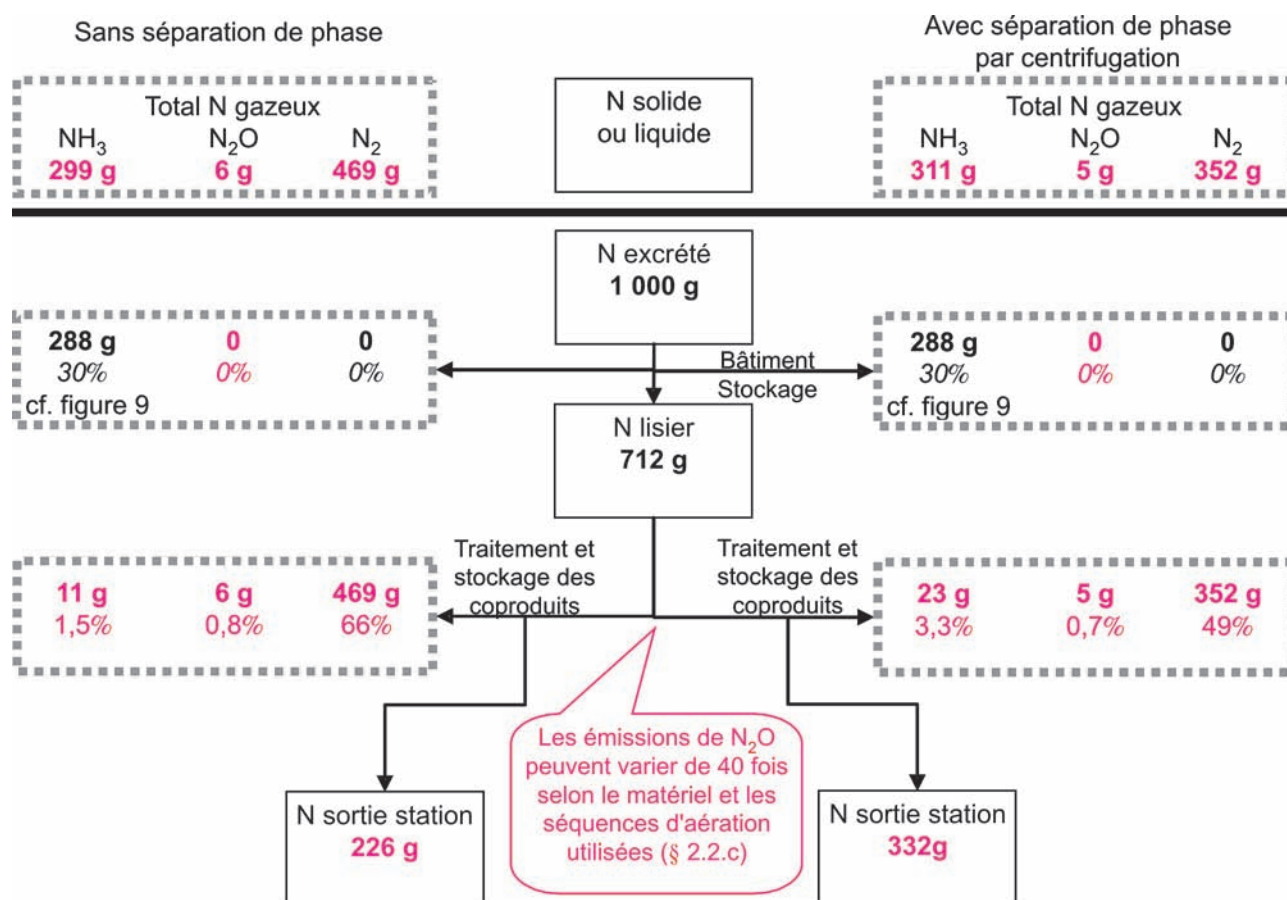 Sans séparation de phase
Avec séparation de phase
par centrifugation
Total N gazeux
NH₃ N₂O N₂
299 g 6 g 469 g
N solide
ou liquide
Total N gazeux
NH₃ N₂O N₂
311 g 5 g 352 g
N excrété
1 000 g
288 g 0 0
30% 0% 0%
cf. figure 9
Bâtiment
Stockage
288 g 0 0
30% 0% 0%
cf. figure 9
N lisier
712 g
Traitement et
stockage des
coproduits
Traitement et
stockage des
coproduits
11 g 6 g 469 g
1,5% 0,8% 66%
23 g 5 g 352 g
3,3% 0,7% 49%
Les émissions de N₂O
peuvent varier de 40 fois
selon le matériel et les
séquences d'aération
utilisées (§ 2.2.c)
N sortie station
226 g
N sortie station
332g